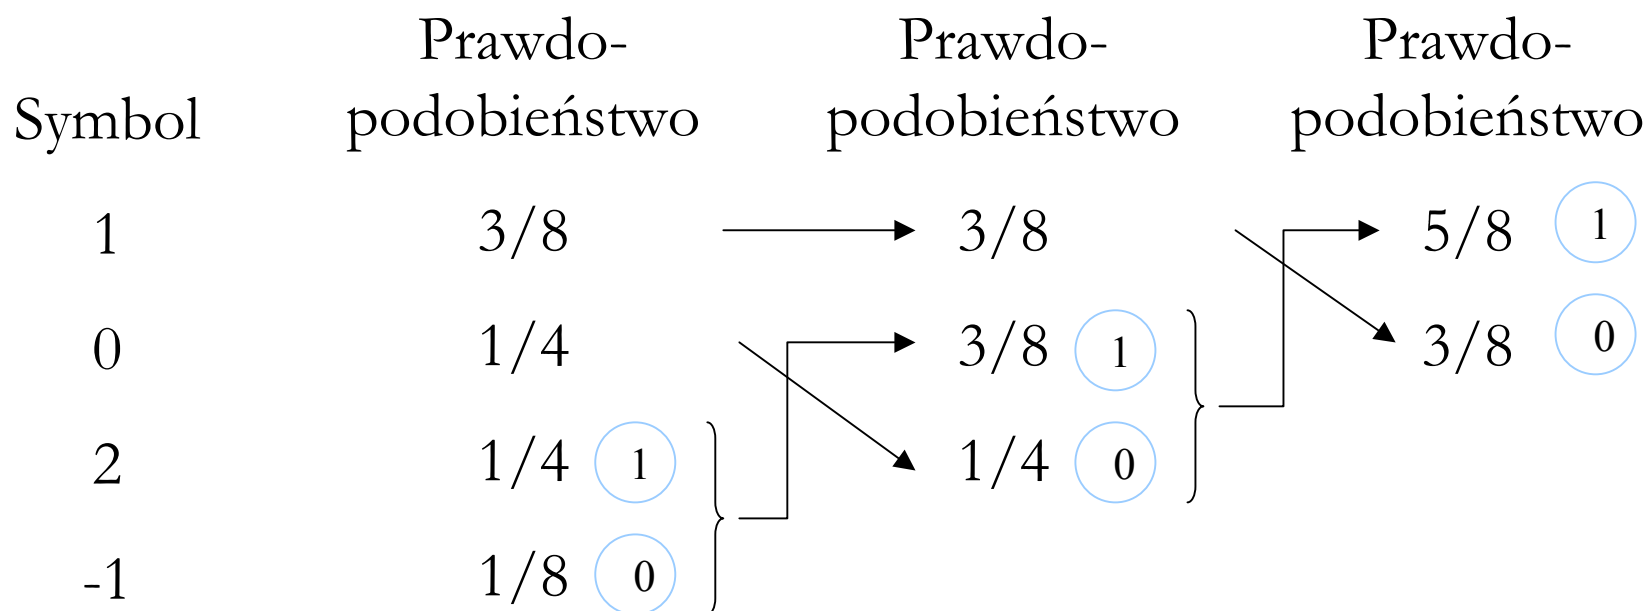 Prawdo- Prawdo- Prawdo-
Symbol podobieństwo podobieństwo podobieństwo
1 3/8 3/8 5/8 1
0 1/4 3/8 1 3/8 0
2 1/4 1 1/4 0
-1 1/8 0